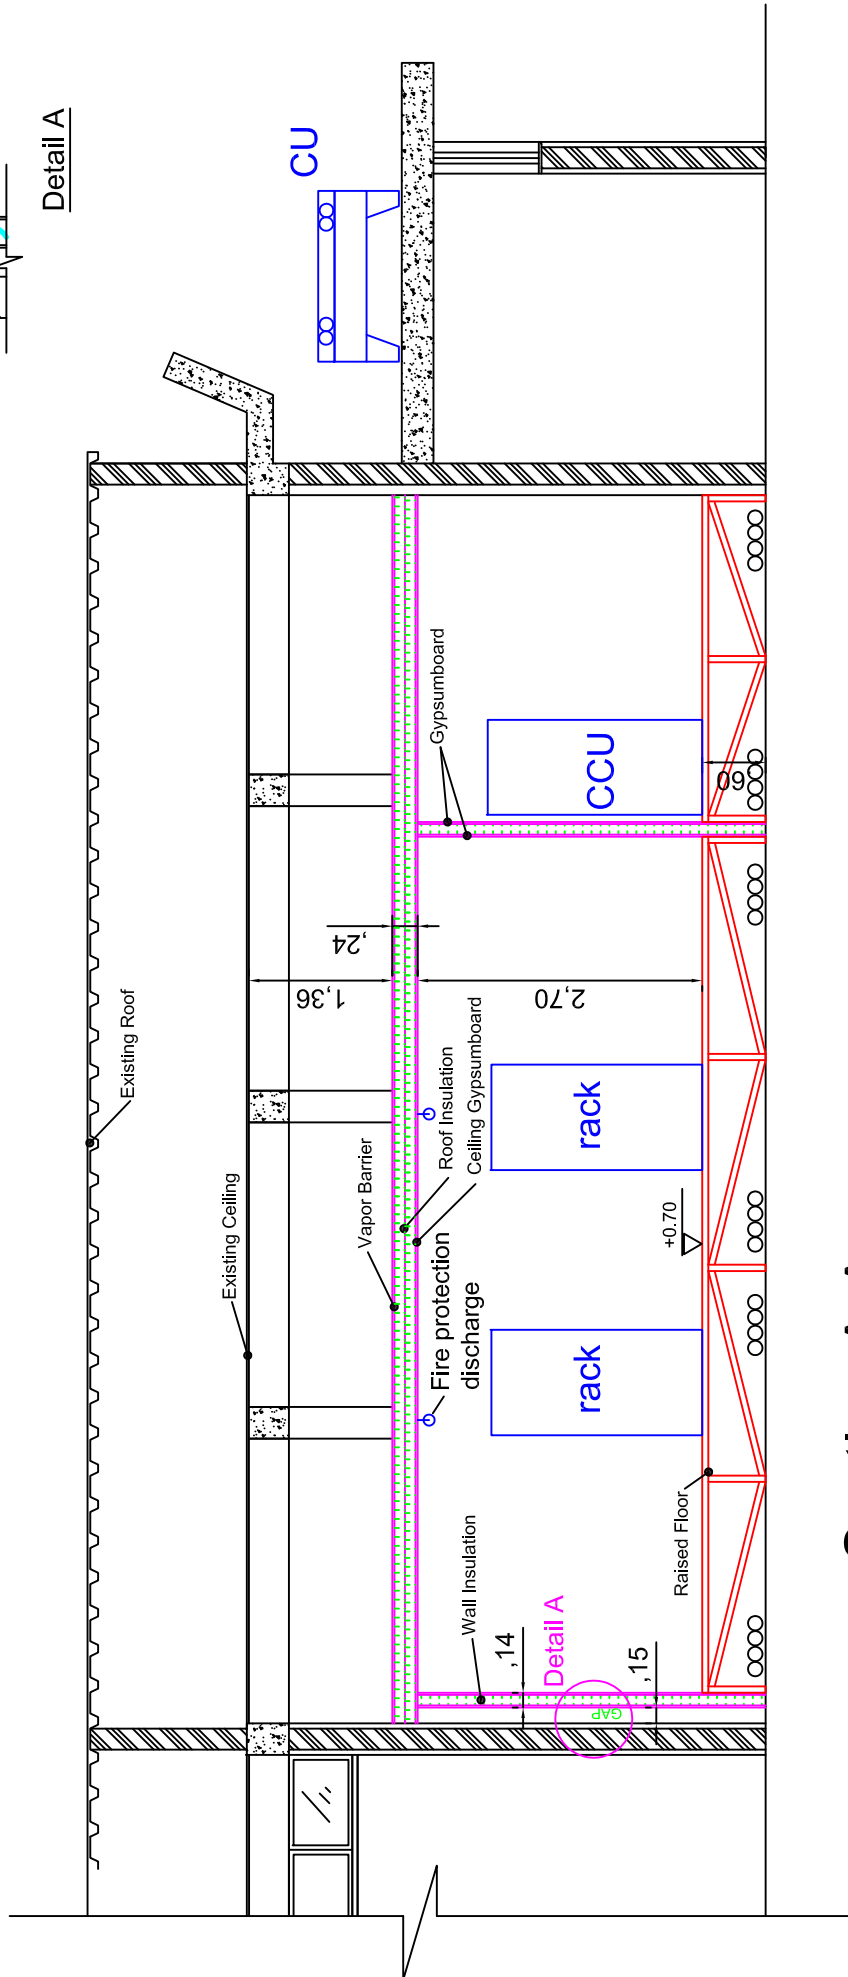 Detail A
CU
Existing Roof
Existing Ceiling
Vapor Barrier
Roof Insulation
Ceiling Gypsumboard
Gypsumboard
Fire protection
discharge
1,36
,24
2,70
CCU
60
rack
rack
+0.70
Raised Floor
Wall Insulation
Detail A
,14
,15
GAP